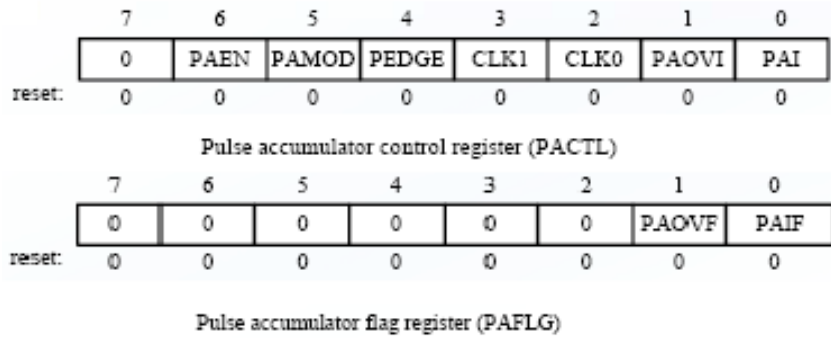 7 6 5 4 3 2 1 0
0 PAEN PAMOD PEDGE CLK1 CLK0 PAOVI PAI
reset: 0 0 0 0 0 0 0 0
Pulse accumulator control register (PACTL)
7 6 5 4 3 2 1 0
0 0 0 0 0 0 PAOVF PAIF
reset: 0 0 0 0 0 0 0 0
Pulse accumulator flag register (PAFLG)